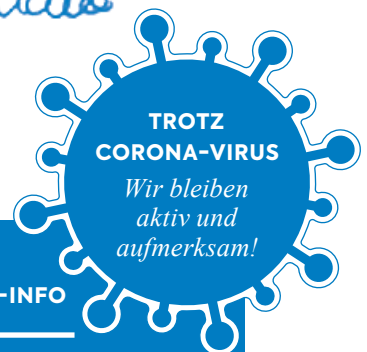 TROTZ
CORONA-VIRUS
Wir bleiben
aktiv und
aufmerksam!
-INFO